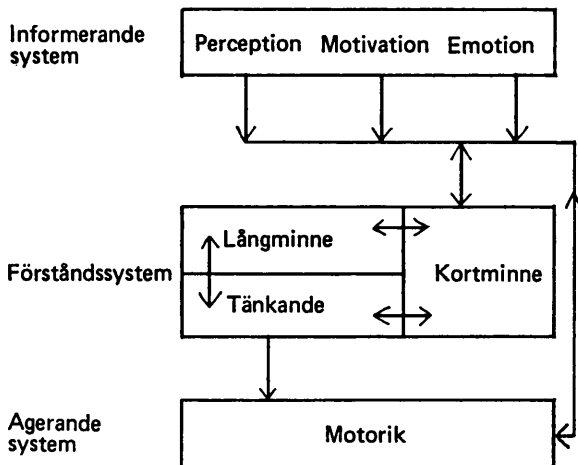 Informerande
system
Perception Motivation Emotion
Förståndssystem
Långminne
Tänkande
Kortminne
Agerande
system
Motorik